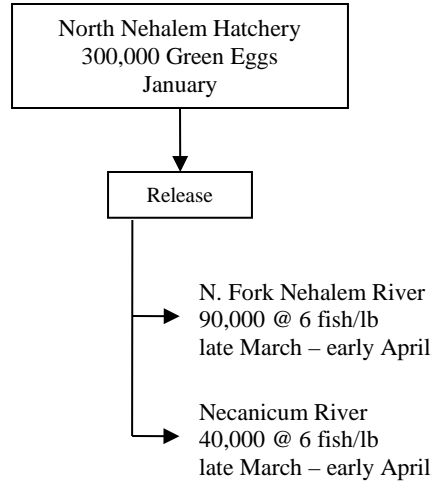 North Nehalem Hatchery
300,000 Green Eggs
January
Release
N. Fork Nehalem River
90,000 @ 6 fish/lb
late March – early April
Necanicum River
40,000 @ 6 fish/lb
late March – early April